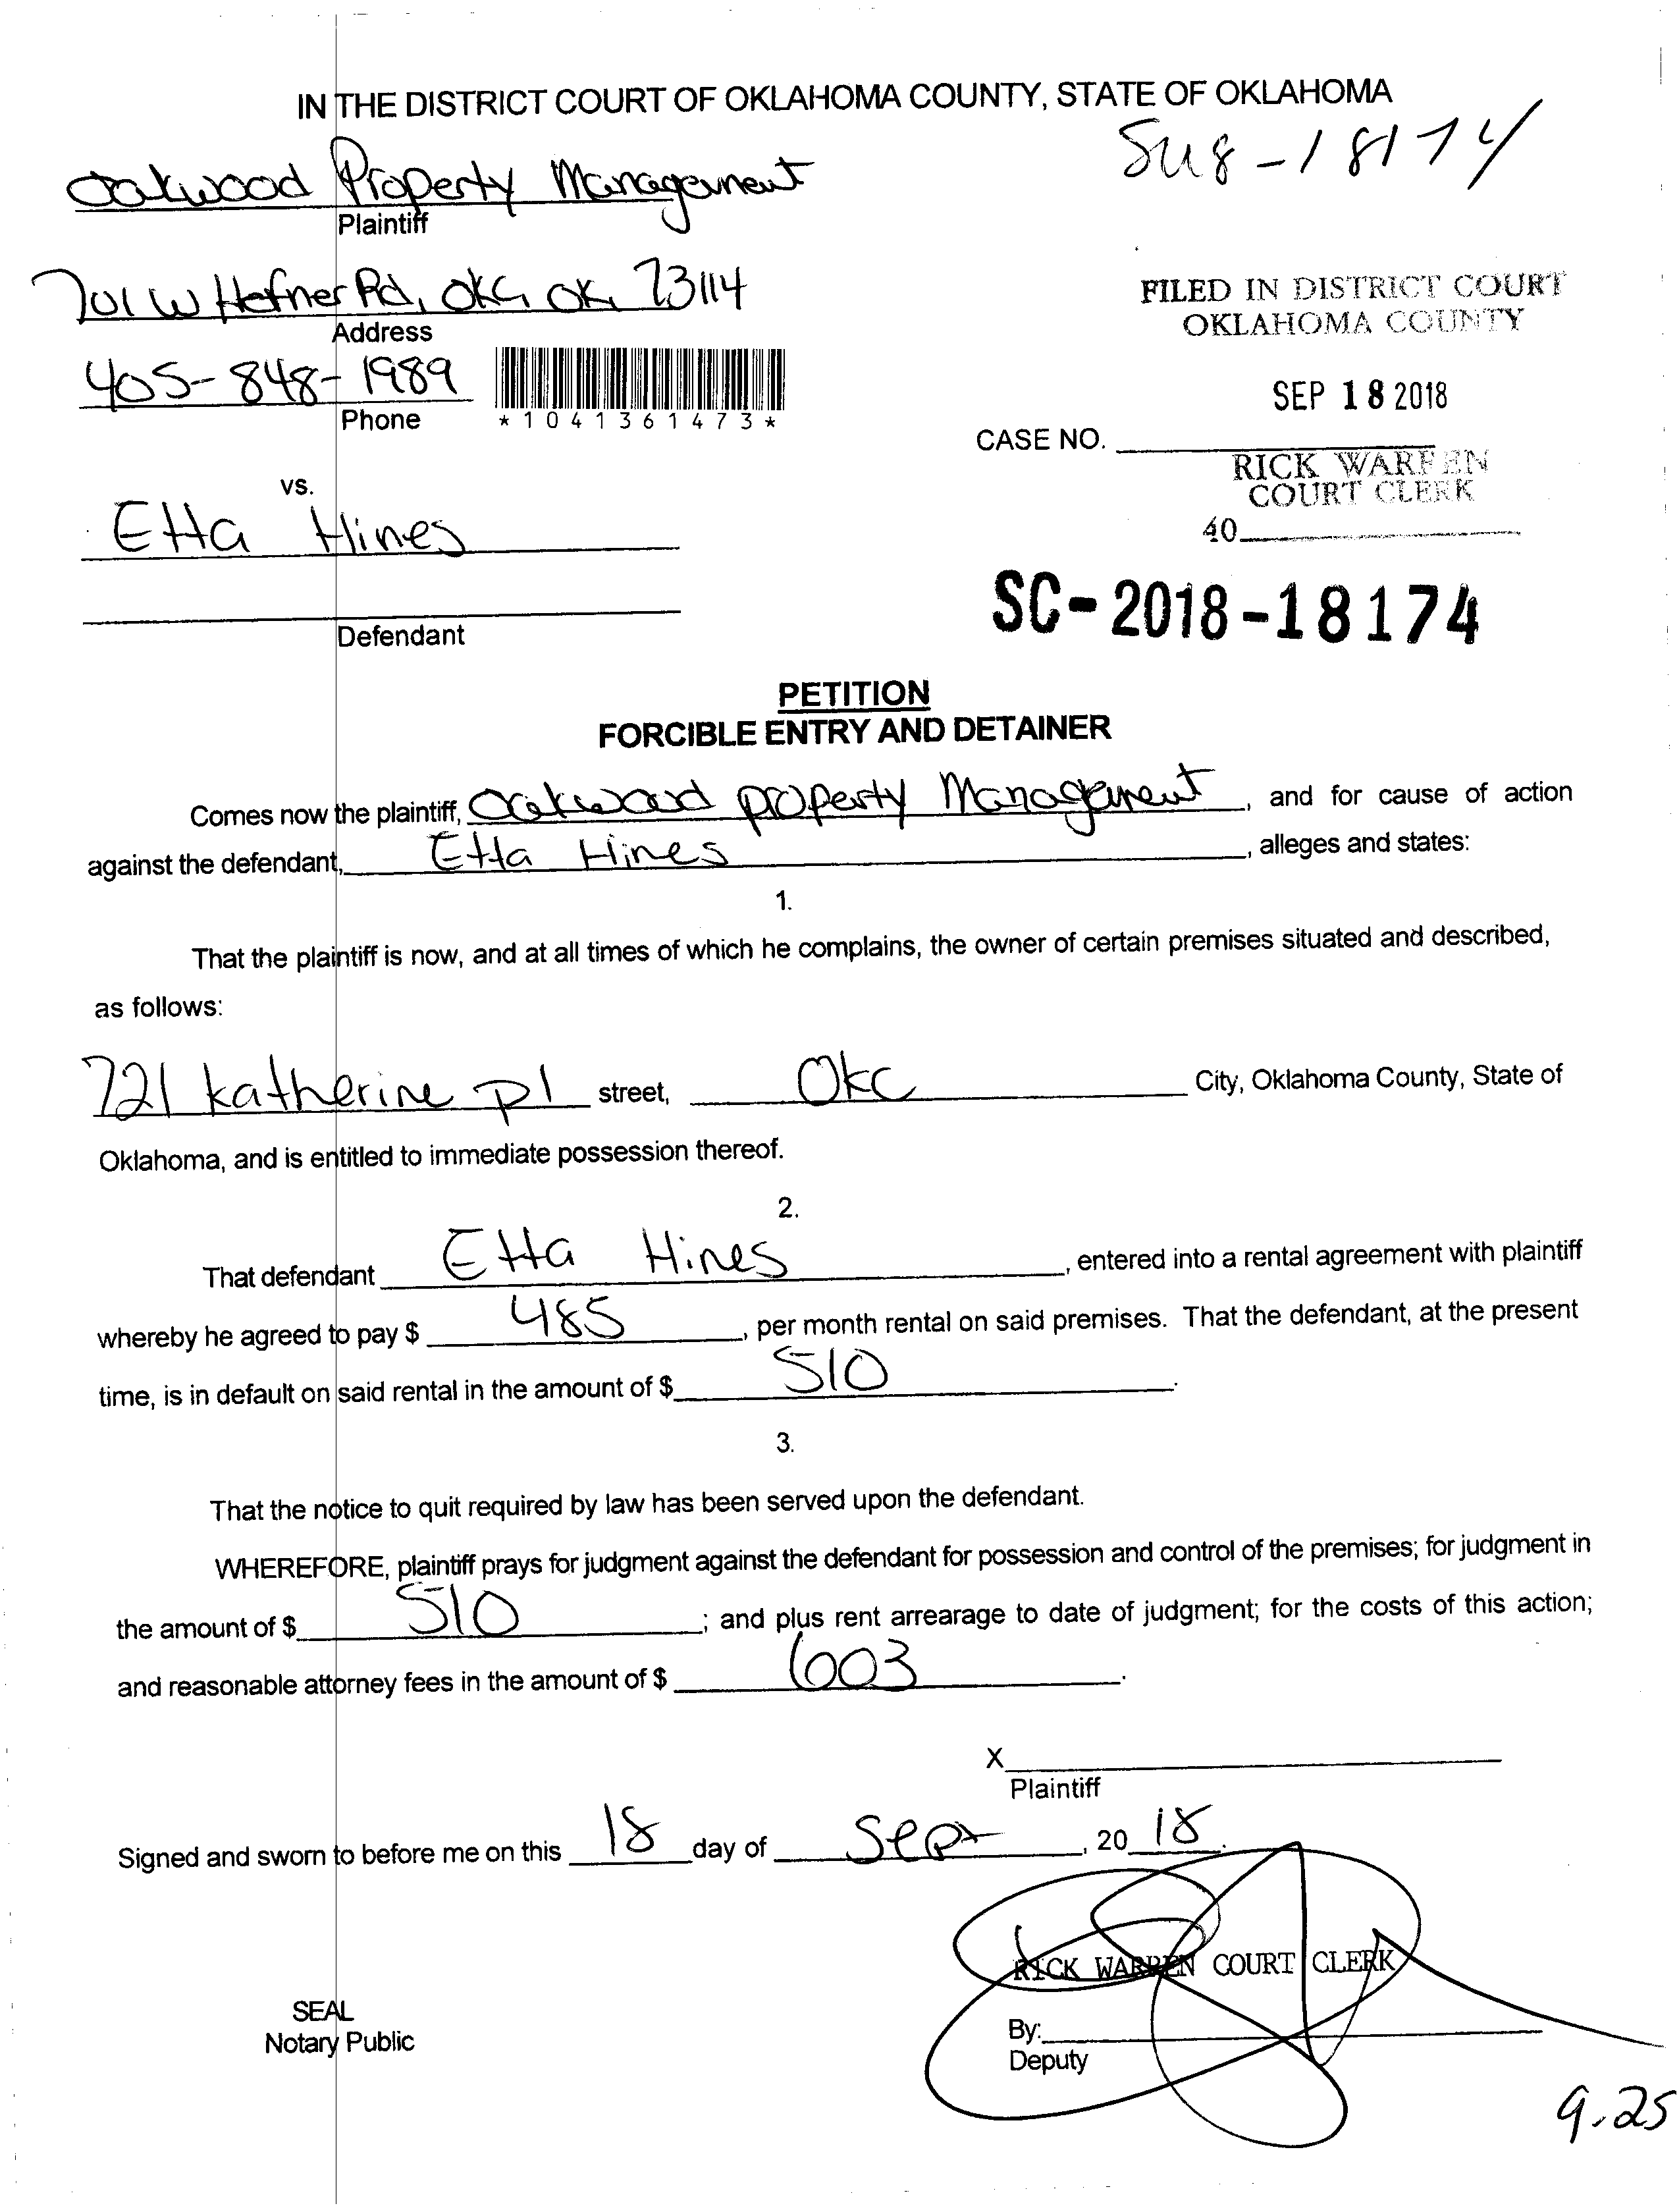 IN THE DISTRICT COURT OF OKLAHOMA COUNTY, STATE OF OKLAHOMA
SU8-18174
Oakwood Property Management
Plaintiff
701 W Hefner Rd, OKC, OK, 73114
Address
FILED IN DISTRICT COURT
OKLAHOMA COUNTY
405-848-1989
Phone
*1041361473*
SEP 18 2018
CASE NO.
RICK WARREN
COURT CLERK
40
vs.
Etta Hines
Defendant
SC-2018-18174
PETITION
FORCIBLE ENTRY AND DETAINER
Comes now the plaintiff, Oakwood property Management, and for cause of action
against the defendant, Etta Hines, alleges and states:
1.
That the plaintiff is now, and at all times of which he complains, the owner of certain premises situated and described,
as follows:
721 Katherine pl street, OKC City, Oklahoma County, State of
Oklahoma, and is entitled to immediate possession thereof.
2.
That defendant Etta Hines, entered into a rental agreement with plaintiff
whereby he agreed to pay $ 485, per month rental on said premises. That the defendant, at the present
time, is in default on said rental in the amount of $ 510.
3.
That the notice to quit required by law has been served upon the defendant.
WHEREFORE, plaintiff prays for judgment against the defendant for possession and control of the premises; for judgment in
the amount of $ 510; and plus rent arrearage to date of judgment; for the costs of this action;
and reasonable attorney fees in the amount of $ 603.
X
Plaintiff
Signed and sworn to before me on this 18 day of Sept, 20 18.
RICK WARREN COURT CLERK
SEAL
Notary Public
By:
Deputy
9.25